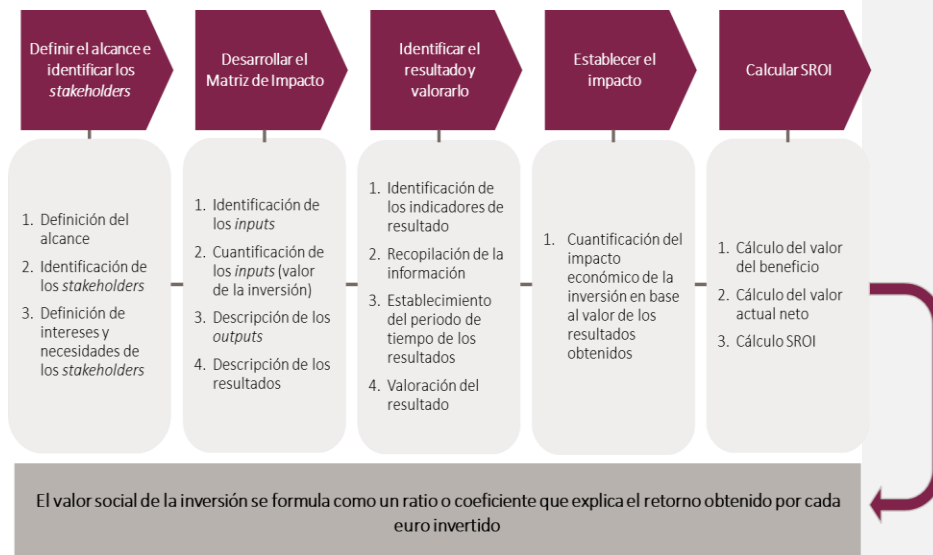 Definir el alcance e
identificar los
stakeholders
Desarrollar el
Matriz de Impacto
Identificar el
resultado y
valorarlo
Establecer el
impacto
Calcular SROI
1. Definición del
alcance
2. Identificación de
los stakeholders
3. Definición de
intereses y
necesidades de
los stakeholders
1. Identificación de
los inputs
2. Cuantificación de
los inputs (valor
de la inversión)
3. Descripción de los
outputs
4. Descripción de los
resultados
1. Identificación de
los indicadores de
resultado
2. Recopilación de la
información
3. Establecimiento
del periodo de
tiempo de los
resultados
4. Valoración del
resultado
1. Cuantificación del
impacto
económico de la
inversión en base
al valor de los
resultados
obtenidos
1. Cálculo del valor
del beneficio
2. Cálculo del valor
actual neto
3. Cálculo SROI
El valor social de la inversión se formula como un ratio o coeficiente que explica el retorno obtenido por cada
euro invertido